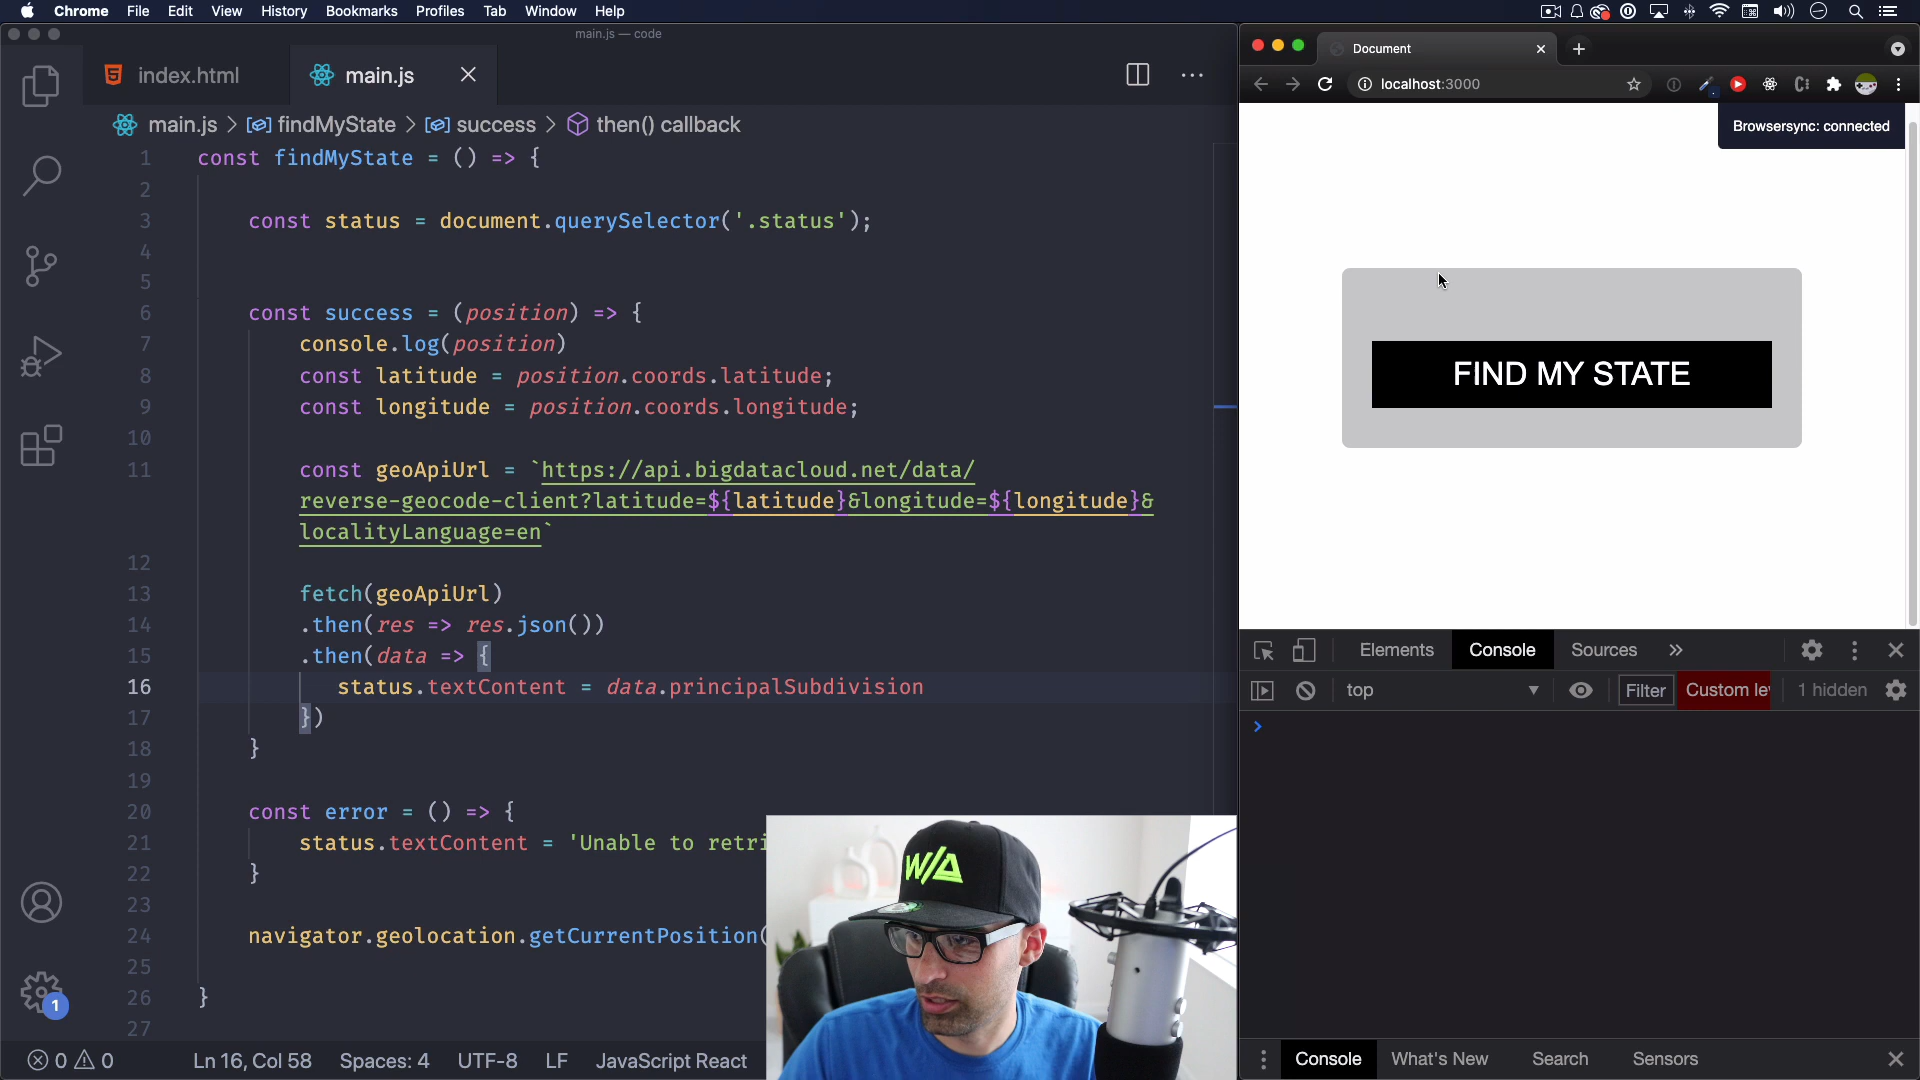 Chrome File Edit View History Bookmarks Profiles Tab Window Help
main.js — code
index.html
main.js
main.js > findMyState > success > then() callback
1 const findMyState = () => {
2
3 const status = document.querySelector('.status');
4
5
6 const success = (position) => {
7 console.log(position)
8 const latitude = position.coords.latitude;
9 const longitude = position.coords.longitude;
10
11 const geoApiUrl = `https://api.bigdatacloud.net/data/
reverse-geocode-client?latitude=${latitude}&longitude=${longitude}&
localityLanguage=en`
12
13 fetch(geoApiUrl)
14 .then(res => res.json())
15 .then(data => {
16 status.textContent = data.principalSubdivision
17 })
18 }
19
20 const error = () => {
21 status.textContent = 'Unable to retri
22 }
23
24 navigator.geolocation.getCurrentPosition(
25
26 }
27
1
0 0 Ln 16, Col 58 Spaces: 4 UTF-8 LF JavaScript React
W/A
Document
localhost:3000
Browsersync: connected
FIND MY STATE
Elements Console Sources »
top Filter Custom le 1 hidden
>
Console What's New Search Sensors